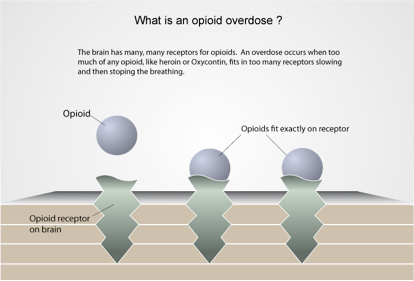 What is an opioid overdose ?
The brain has many, many receptors for opioids. An overdose occurs when too
much of any opioid, like heroin or Oxycontin, fits in too many receptors slowing
and then stoping the breathing.
Opioid
Opioids fit exactly on receptor
Opioid receptor
on brain